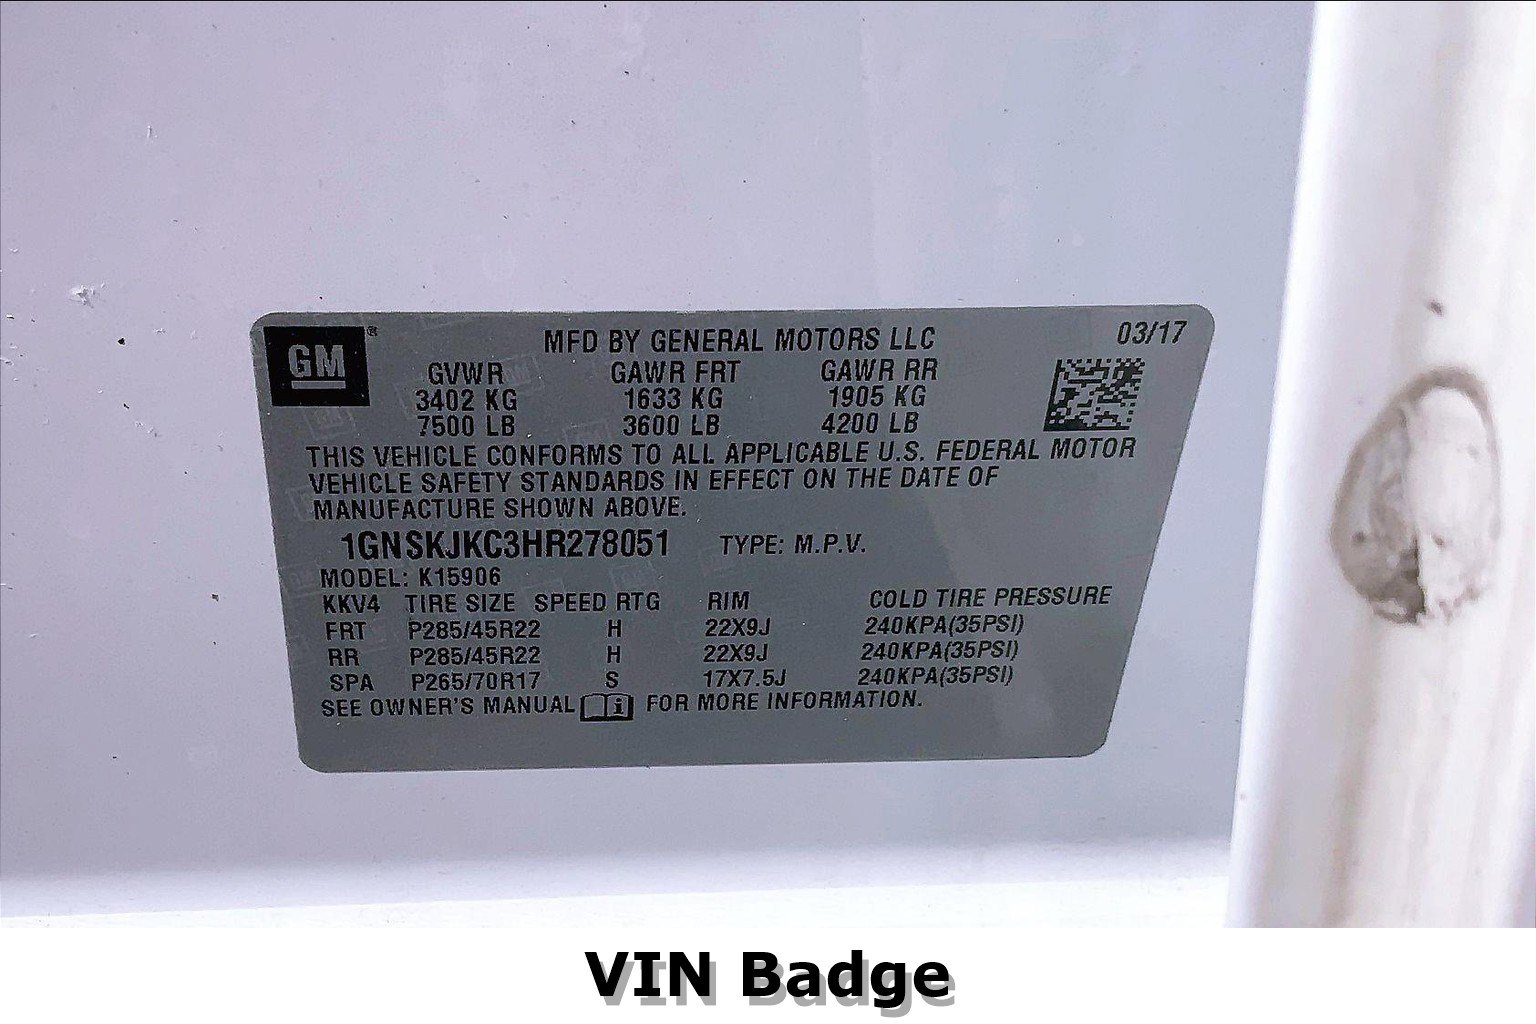 GM®
MFD BY GENERAL MOTORS LLC 03/17
GVWR GAWR FRT GAWR RR
3402 KG 1633 KG 1905 KG
7500 LB 3600 LB 4200 LB
THIS VEHICLE CONFORMS TO ALL APPLICABLE U.S. FEDERAL MOTOR
VEHICLE SAFETY STANDARDS IN EFFECT ON THE DATE OF
MANUFACTURE SHOWN ABOVE.
1GNSKJKC3HR278051 TYPE: M.P.V.
MODEL: K15906
KKV4 TIRE SIZE SPEED RTG RIM COLD TIRE PRESSURE
FRT P285/45R22 H 22X9J 240KPA(35PSI)
RR P285/45R22 H 22X9J 240KPA(35PSI)
SPA P265/70R17 S 17X7.5J 240KPA(35PSI)
SEE OWNER'S MANUAL FOR MORE INFORMATION.
VIN Badge